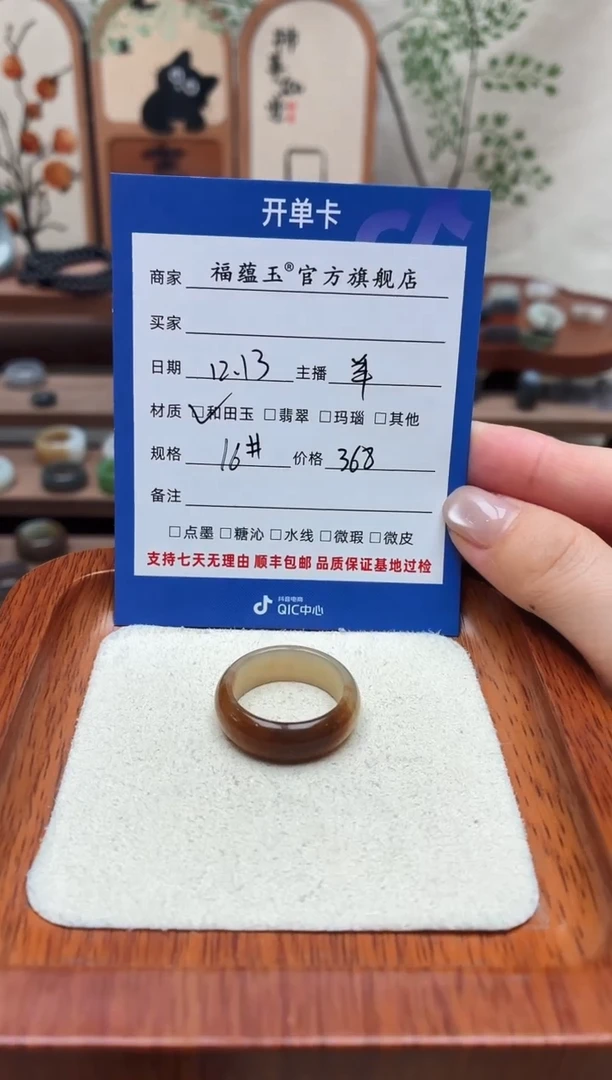 开单卡
商家 福蕴玉®官方旗舰店
买家
日期 12.13 主播 羊
材质 ☑和田玉 □翡翠 □玛瑙 □其他
规格 16# 价格 368
备注
□点墨 □糖沁 □水线 □微瑕 □微皮
支持七天无理由 顺丰包邮 品质保证基地过检
抖音电商
QIC中心